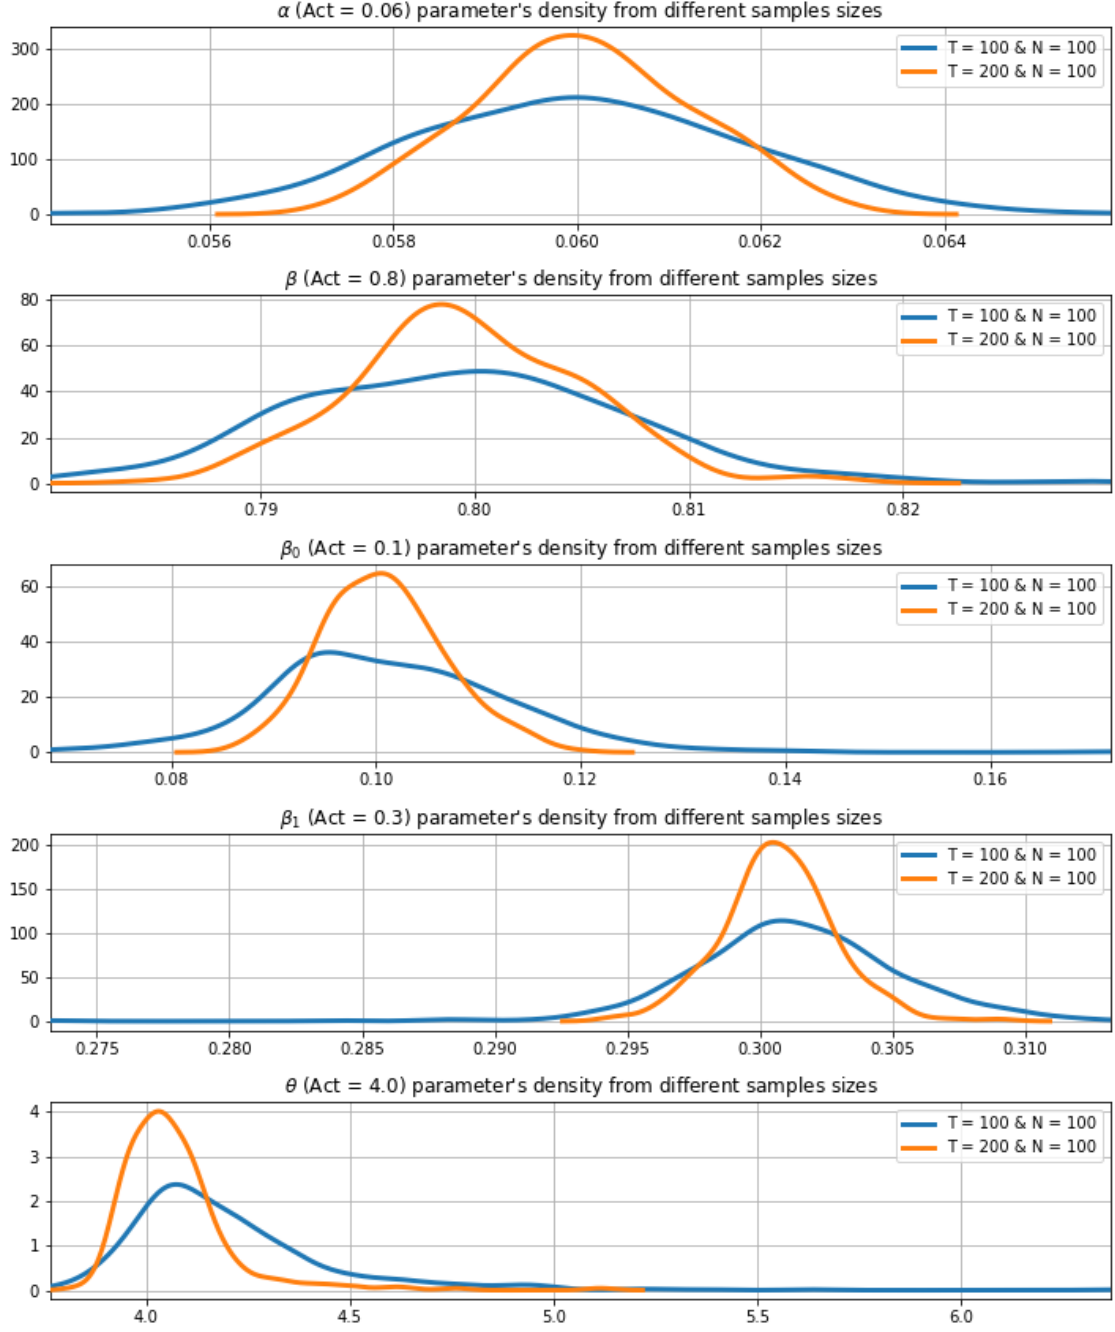 α (Act = 0.06) parameter's density from different samples sizes
300
200
100
0
T = 100 & N = 100
T = 200 & N = 100
0.056 0.058 0.060 0.062 0.064
β (Act = 0.8) parameter's density from different samples sizes
80
60
40
20
0
T = 100 & N = 100
T = 200 & N = 100
0.79 0.80 0.81 0.82
β₀ (Act = 0.1) parameter's density from different samples sizes
60
40
20
0
T = 100 & N = 100
T = 200 & N = 100
0.08 0.10 0.12 0.14 0.16
β₁ (Act = 0.3) parameter's density from different samples sizes
200
150
100
50
0
T = 100 & N = 100
T = 200 & N = 100
0.275 0.280 0.285 0.290 0.295 0.300 0.305 0.310
θ (Act = 4.0) parameter's density from different samples sizes
4
3
2
1
0
T = 100 & N = 100
T = 200 & N = 100
4.0 4.5 5.0 5.5 6.0